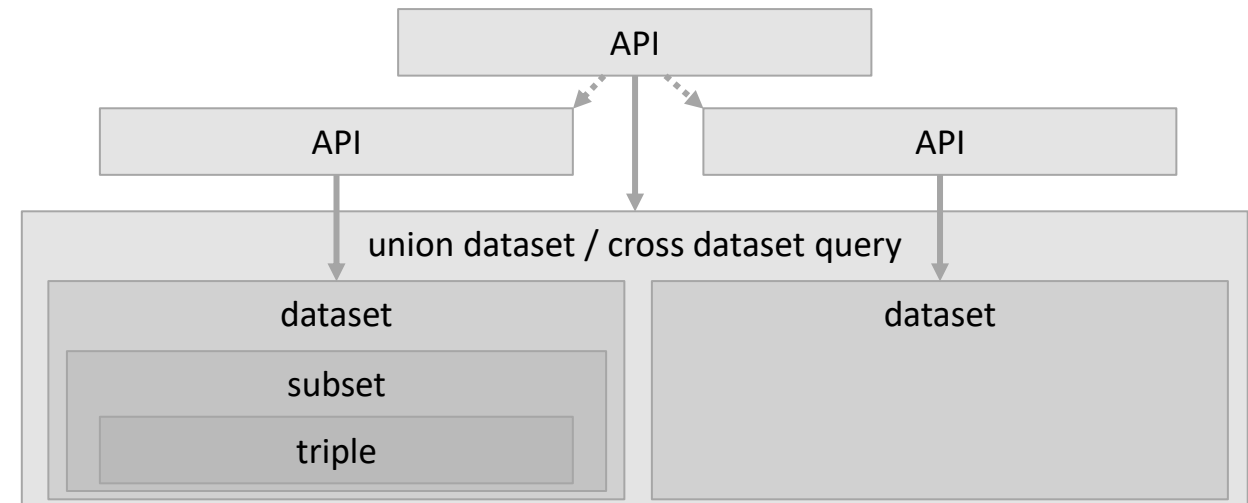 API
API
API
union dataset / cross dataset query
dataset
dataset
subset
triple